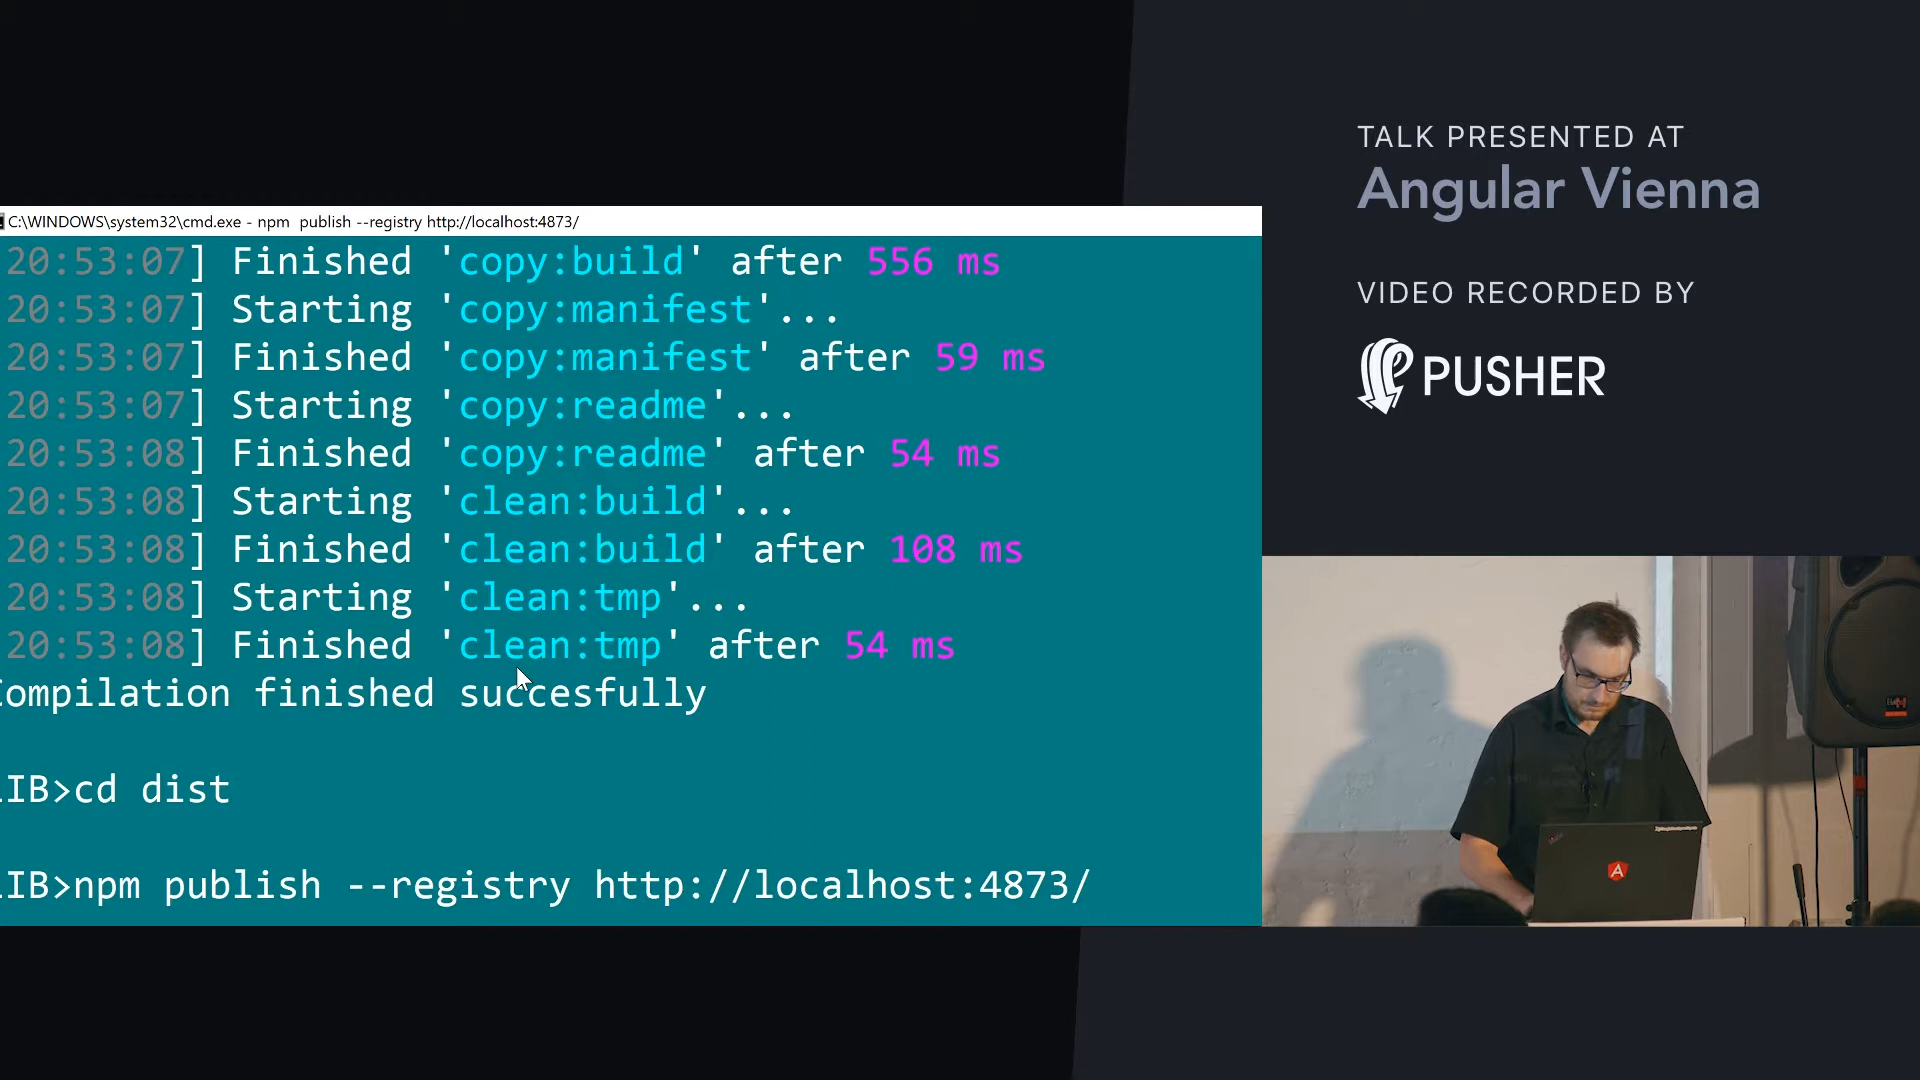 C:\WINDOWS\system32\cmd.exe - npm  publish --registry http://localhost:4873/
20:53:07] Finished 'copy:build' after 556 ms
20:53:07] Starting 'copy:manifest'...
20:53:07] Finished 'copy:manifest' after 59 ms
20:53:07] Starting 'copy:readme'...
20:53:08] Finished 'copy:readme' after 54 ms
20:53:08] Starting 'clean:build'...
20:53:08] Finished 'clean:build' after 108 ms
20:53:08] Starting 'clean:tmp'...
20:53:08] Finished 'clean:tmp' after 54 ms
ompilation finished succesfully
IB>cd dist
IB>npm publish --registry http://localhost:4873/
TALK PRESENTED AT
Angular Vienna
VIDEO RECORDED BY
PUSHER
A